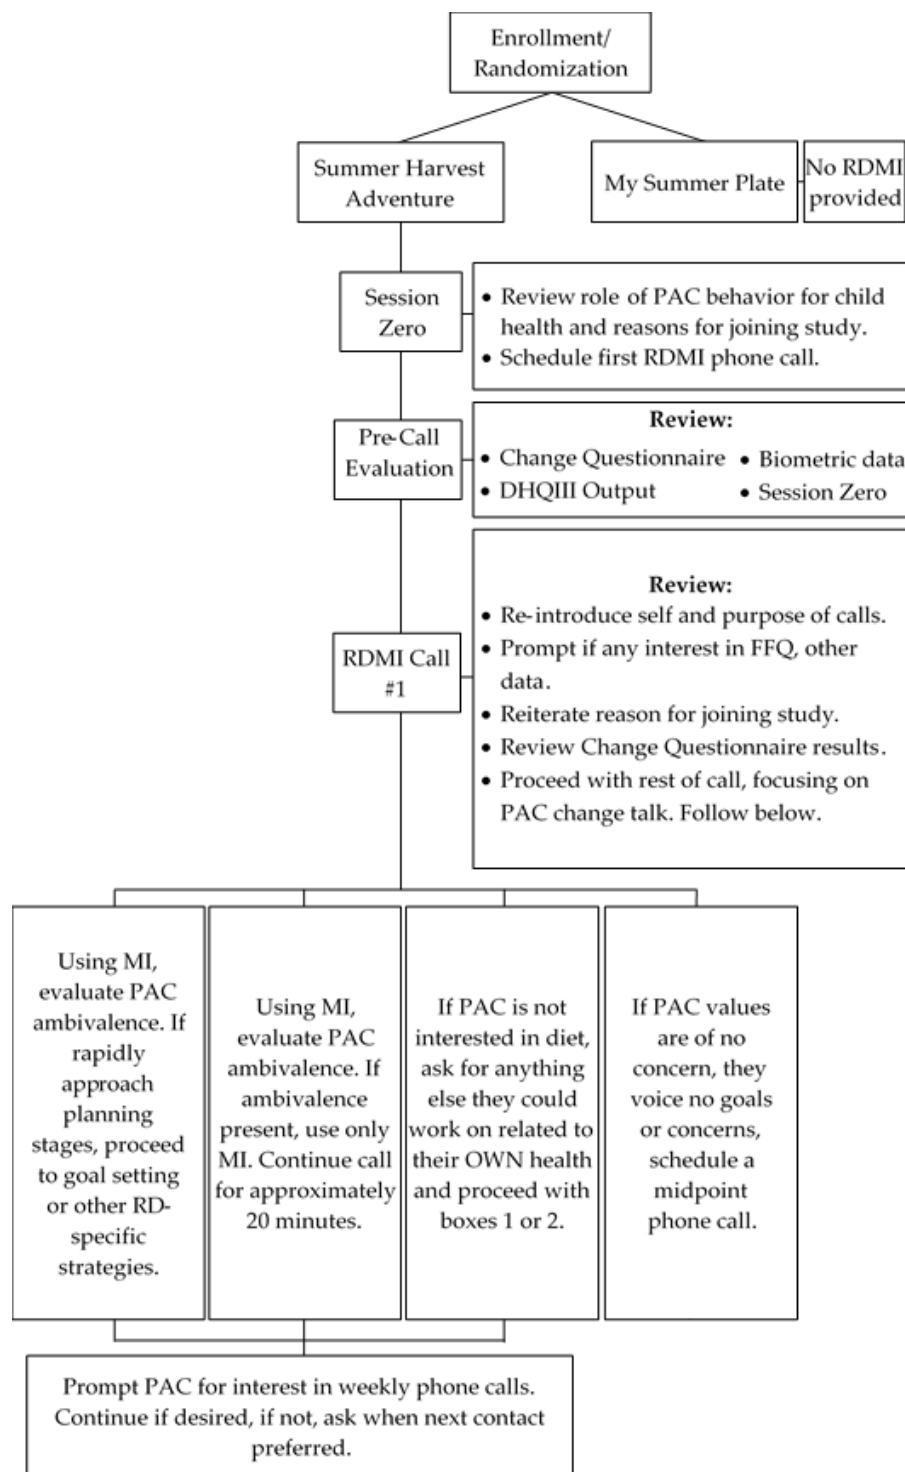 Enrollment/
Randomization
Summer Harvest
Adventure
My Summer Plate
No RDMI
provided
Session
Zero
• Review role of PAC behavior for child
health and reasons for joining study.
• Schedule first RDMI phone call.
Pre-Call
Evaluation
Review:
• Change Questionnaire • Biometric data
• DHQIII Output • Session Zero
RDMI Call
#1
Review:
• Re-introduce self and purpose of calls.
• Prompt if any interest in FFQ, other
data.
• Reiterate reason for joining study.
• Review Change Questionnaire results.
• Proceed with rest of call, focusing on
PAC change talk. Follow below.
Using MI,
evaluate PAC
ambivalence. If
rapidly
approach
planning
stages, proceed
to goal setting
or other RD-
specific
strategies.
Using MI,
evaluate PAC
ambivalence. If
ambivalence
present, use only
MI. Continue call
for approximately
20 minutes.
If PAC is not
interested in diet,
ask for anything
else they could
work on related to
their OWN health
and proceed with
boxes 1 or 2.
If PAC values
are of no
concern, they
voice no goals
or concerns,
schedule a
midpoint
phone call.
Prompt PAC for interest in weekly phone calls.
Continue if desired, if not, ask when next contact
preferred.